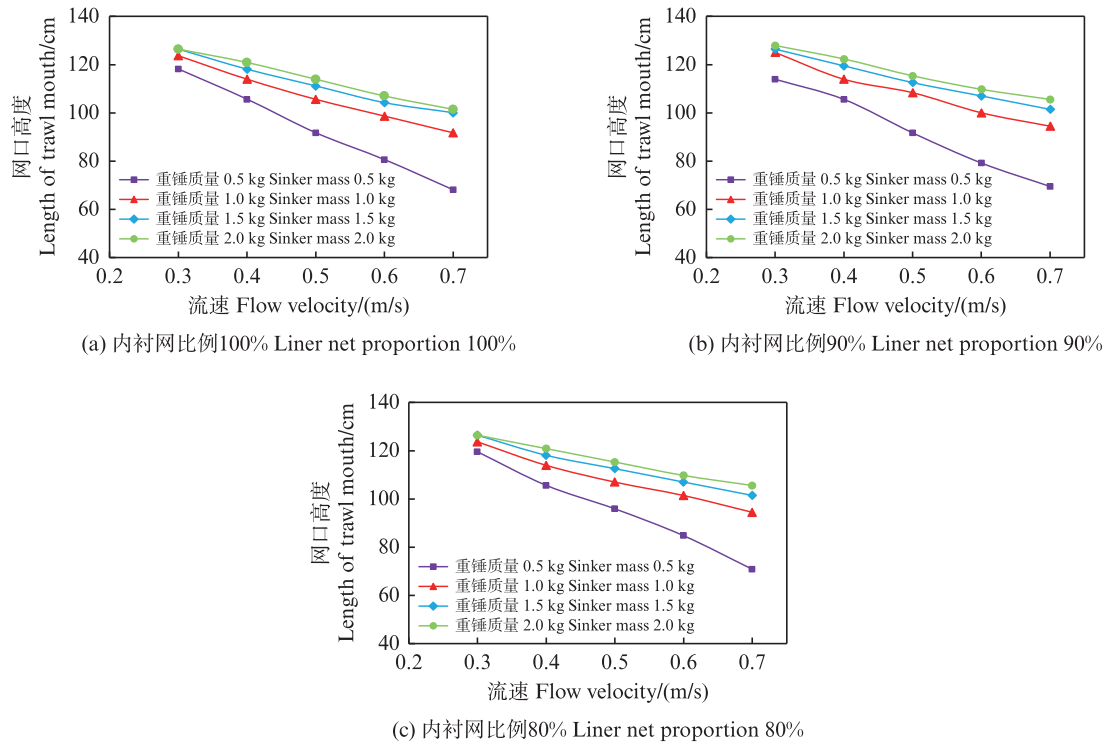 140
120
100
80
60
40
网口高度
Length of trawl mouth/cm
重锤质量 0.5 kg Sinker mass 0.5 kg
重锤质量 1.0 kg Sinker mass 1.0 kg
重锤质量 1.5 kg Sinker mass 1.5 kg
重锤质量 2.0 kg Sinker mass 2.0 kg
0.2 0.3 0.4 0.5 0.6 0.7
流速 Flow velocity/(m/s)
(a) 内衬网比例100% Liner net proportion 100%
140
120
100
80
60
40
网口高度
Length of trawl mouth/cm
重锤质量 0.5 kg Sinker mass 0.5 kg
重锤质量 1.0 kg Sinker mass 1.0 kg
重锤质量 1.5 kg Sinker mass 1.5 kg
重锤质量 2.0 kg Sinker mass 2.0 kg
0.2 0.3 0.4 0.5 0.6 0.7
流速 Flow velocity/(m/s)
(b) 内衬网比例90% Liner net proportion 90%
140
120
100
80
60
40
网口高度
Length of trawl mouth/cm
重锤质量 0.5 kg Sinker mass 0.5 kg
重锤质量 1.0 kg Sinker mass 1.0 kg
重锤质量 1.5 kg Sinker mass 1.5 kg
重锤质量 2.0 kg Sinker mass 2.0 kg
0.2 0.3 0.4 0.5 0.6 0.7
流速 Flow velocity/(m/s)
(c) 内衬网比例80% Liner net proportion 80%